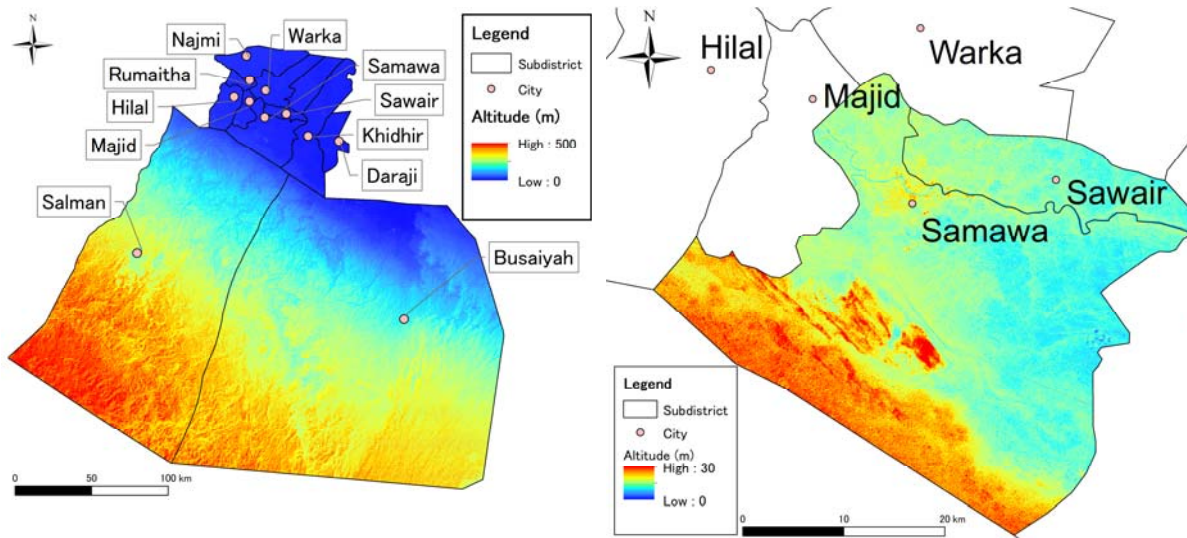 N
Najmi
Warka
Rumaitha
Samawa
Hilal
Sawair
Majid
Khidhir
Daraji
Salman
Busaiyah
Legend
Subdistrict
City
Altitude (m)
High : 500
Low : 0
0 50 100 km
N
Hilal
Warka
Majid
Sawair
Samawa
Legend
Subdistrict
City
Altitude (m)
High : 30
Low : 0
0 10 20 km